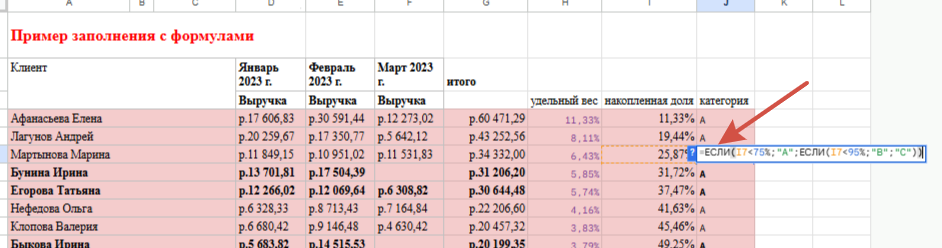 A B C D E F G H I J K L
Пример заполнения с формулами
Клиент Январь 2023 г. Февраль 2023 г. Март 2023 г. итого
Выручка Выручка Выручка удельный вес накопленная доля категория
Афанасьева Елена р.17 606,83 р.30 591,44 р.12 273,02 р.60 471,29 11,33% 11,33% A
Лагунов Андрей р.20 259,67 р.17 350,77 р.5 642,12 р.43 252,56 8,11% 19,44% A
Мартынова Марина р.11 849,15 р.10 951,02 р.11 531,83 р.34 332,00 6,43% 25,87% ? =ЕСЛИ(I7<75%;"A";ЕСЛИ(I7<95%;"B";"C"))
Бунина Ирина р.13 701,81 р.17 504,39 р.31 206,20 5,85% 31,72% A
Егорова Татьяна р.12 266,02 р.12 069,64 р.6 308,82 р.30 644,48 5,74% 37,47% A
Нефедова Ольга р.6 328,33 р.8 713,43 р.7 164,84 р.22 206,60 4,16% 41,63% A
Клопова Валерия р.6 680,42 р.9 146,48 р.4 630,42 р.20 457,32 3,83% 45,46% A
Быкова Ирина р.5 683,82 р.14 515,53 р.20 199,35 3,79% 49,25% A